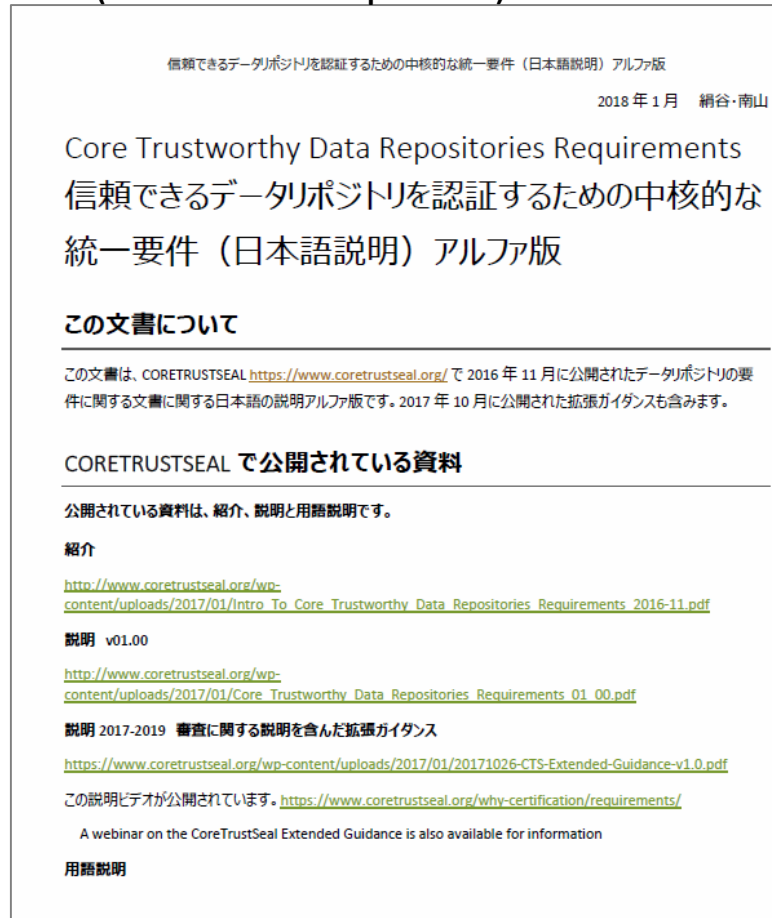 信頼できるデータリポジトリを認証するための中核的な統一要件（日本語説明）アルファ版
2018 年 1 月　絹谷・南山
Core Trustworthy Data Repositories Requirements
信頼できるデータリポジトリを認証するための中核的な
統一要件（日本語説明）アルファ版
この文書について
この文書は、CORETRUSTSEAL https://www.coretrustseal.org/ で 2016 年 11 月に公開されたデータリポジトリの要
件に関する文書に関する日本語の説明アルファ版です。2017 年 10 月に公開された拡張ガイダンスも含みます。
CORETRUSTSEAL で公開されている資料
公開されている資料は、紹介、説明と用語説明です。
紹介
http://www.coretrustseal.org/wp-
content/uploads/2017/01/Intro_To_Core_Trustworthy_Data_Repositories_Requirements_2016-11.pdf
説明 v01.00
http://www.coretrustseal.org/wp-
content/uploads/2017/01/Core_Trustworthy_Data_Repositories_Requirements_01_00.pdf
説明 2017-2019 審査に関する説明を含んだ拡張ガイダンス
https://www.coretrustseal.org/wp-content/uploads/2017/01/20171026-CTS-Extended-Guidance-v1.0.pdf
この説明ビデオが公開されています。https://www.coretrustseal.org/why-certification/requirements/
A webinar on the CoreTrustSeal Extended Guidance is also available for information
用語説明